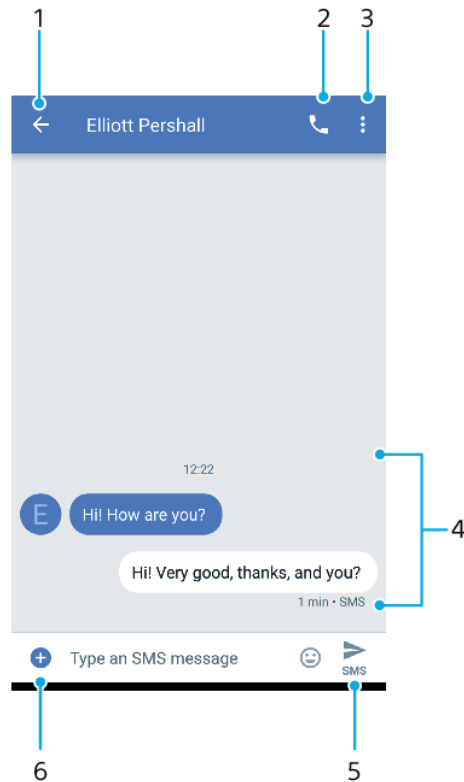 1 2 3
Elliott Pershall
12:22
E Hi! How are you?
4
Hi! Very good, thanks, and you?
1 min • SMS
Type an SMS message
SMS
6 5